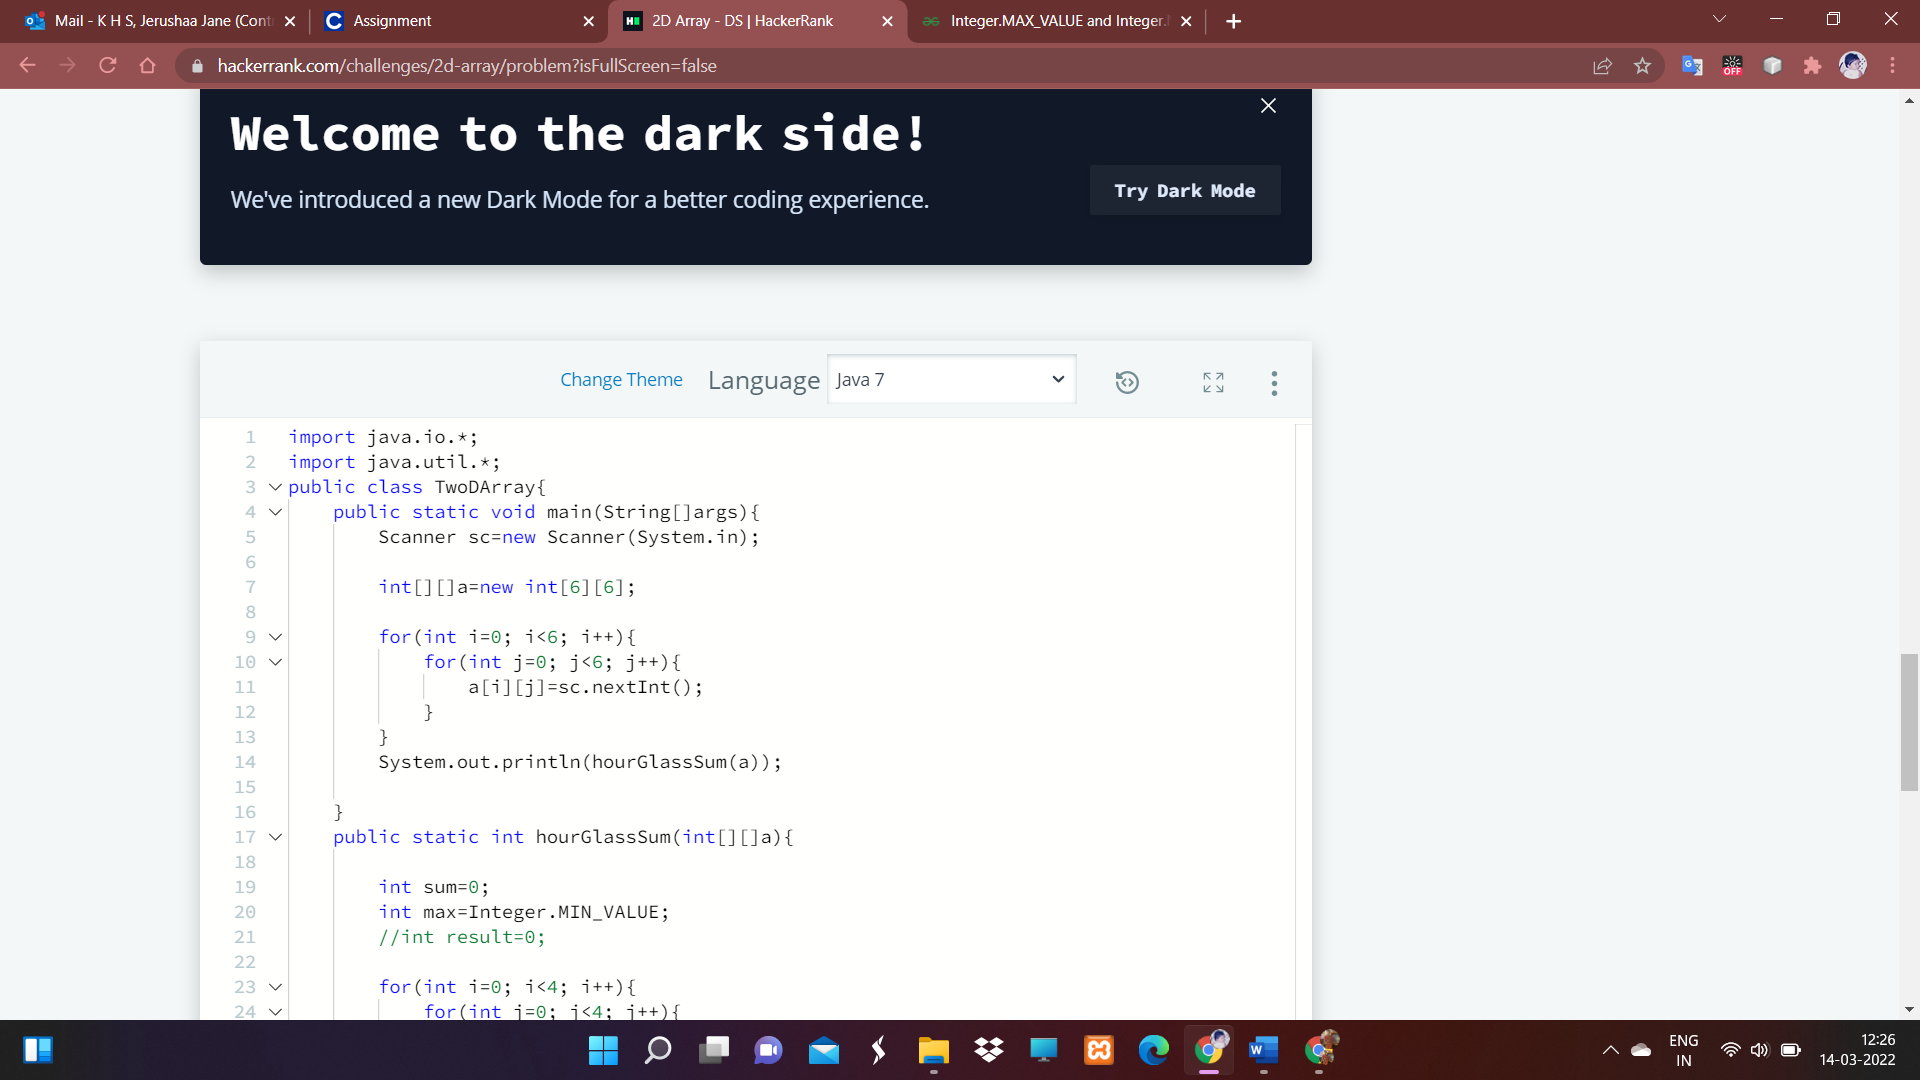 Mail - K H S, Jerushaa Jane (Cont
Assignment
2D Array - DS | HackerRank
Integer.MAX_VALUE and Integer.
hackerrank.com/challenges/2d-array/problem?isFullScreen=false
OFF
Welcome to the dark side!
We've introduced a new Dark Mode for a better coding experience.
Try Dark Mode
Change Theme Language Java 7
1 import java.io.*;
2 import java.util.*;
3 public class TwoDArray{
4 public static void main(String[]args){
5 Scanner sc=new Scanner(System.in);
6
7 int[][]a=new int[6][6];
8
9 for(int i=0; i<6; i++){
10 for(int j=0; j<6; j++){
11 a[i][j]=sc.nextInt();
12 }
13 }
14 System.out.println(hourGlassSum(a));
15
16 }
17 public static int hourGlassSum(int[][]a){
18
19 int sum=0;
20 int max=Integer.MIN_VALUE;
21 //int result=0;
22
23 for(int i=0; i<4; i++){
24 for(int j=0; j<4; j++){
ENG
IN
12:26
14-03-2022